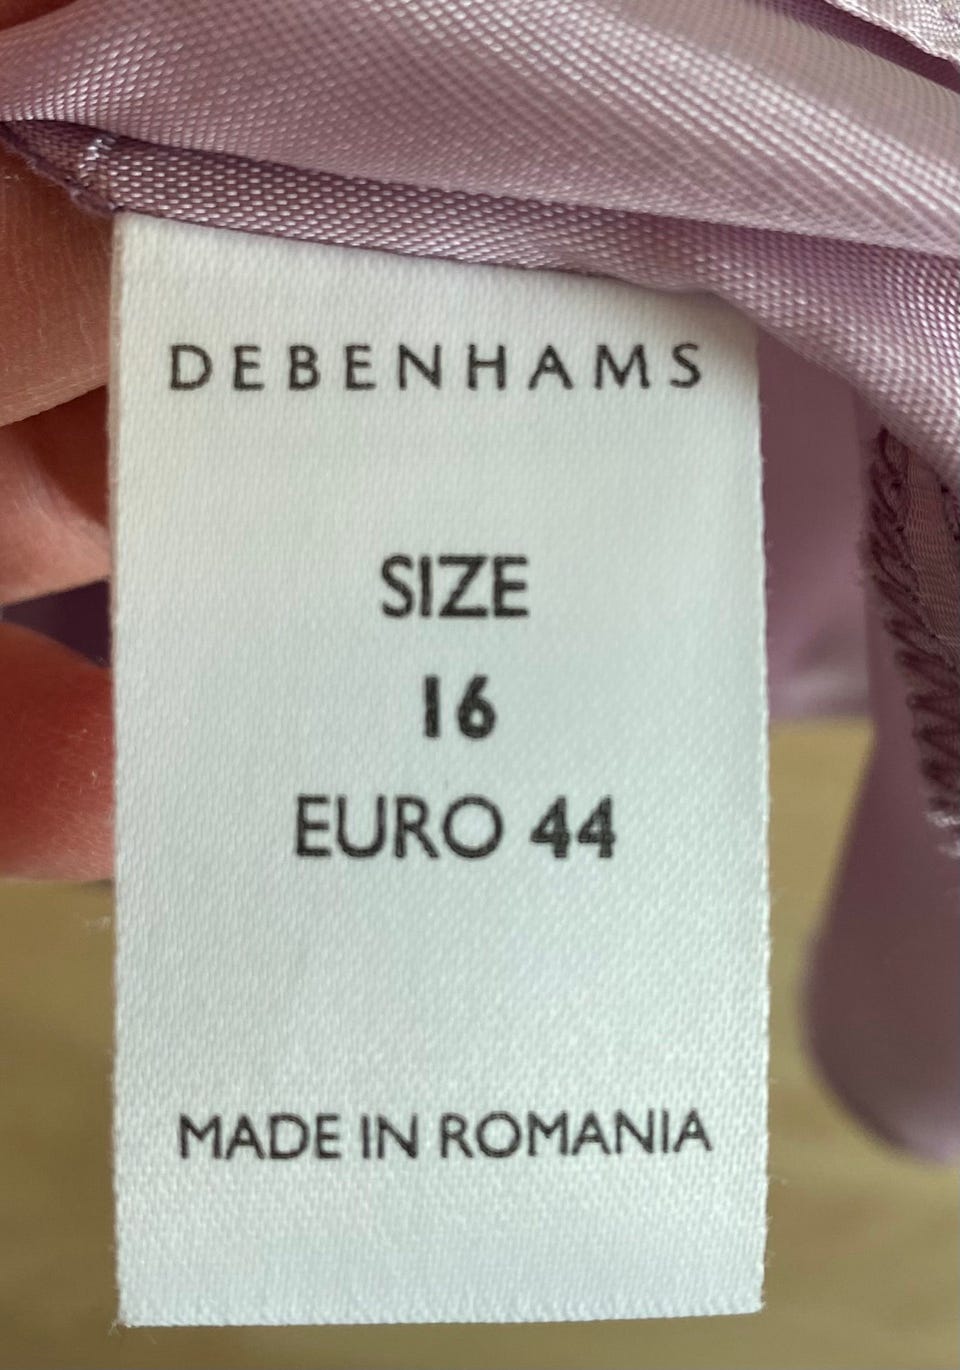 DEBENHAMS
SIZE
16
EURO 44
MADE IN ROMANIA